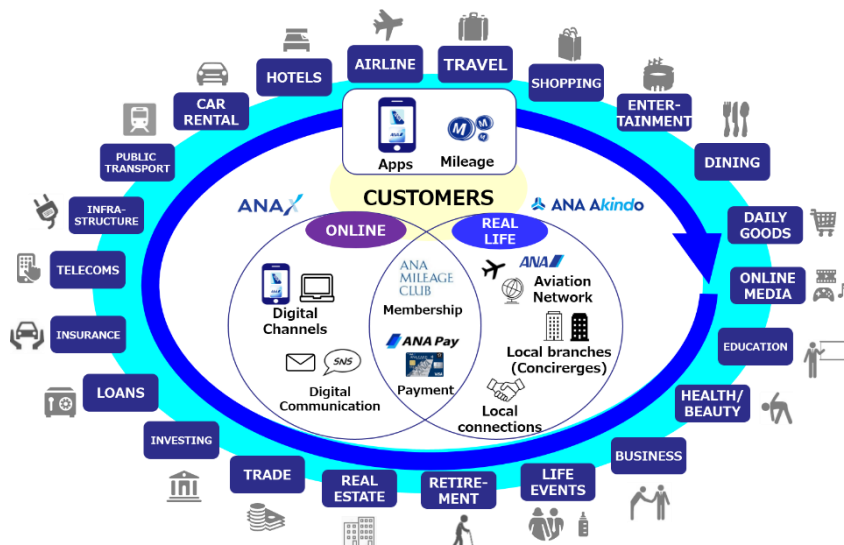 AIRLINE
TRAVEL
HOTELS
SHOPPING
CAR
RENTAL
ENTER-
TAINMENT
PUBLIC
TRANSPORT
DINING
INFRA-
STRUCTURE
DAILY
GOODS
TELECOMS
ONLINE
MEDIA
INSURANCE
EDUCATION
LOANS
HEALTH/
BEAUTY
INVESTING
BUSINESS
TRADE
REAL
ESTATE
RETIRE-
MENT
LIFE
EVENTS
M M M
Apps
Mileage
CUSTOMERS
ANA X
ANA Akindo
ONLINE
REAL
LIFE
Digital
Channels
SNS
Digital
Communication
ANA
MILEAGE
CLUB
Membership
ANA Pay
Payment
ANA
Aviation
Network
Local branches
(Concirerges)
Local
connections